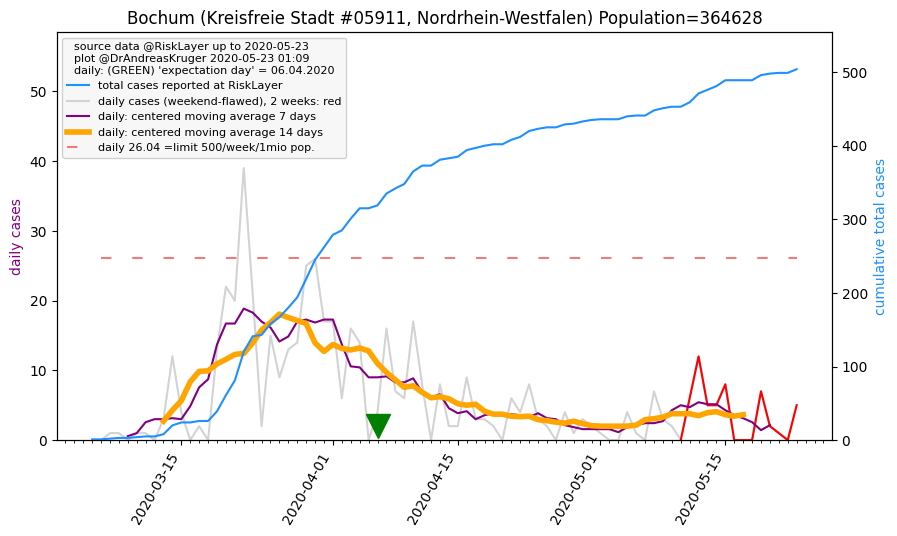 Bochum (Kreisfreie Stadt #05911, Nordrhein-Westfalen) Population=364628
source data @RiskLayer up to 2020-05-23
plot @DrAndreasKruger 2020-05-23 01:09
daily: (GREEN) 'expectation day' = 06.04.2020
total cases reported at RiskLayer
daily cases (weekend-flawed), 2 weeks: red
daily: centered moving average 7 days
daily: centered moving average 14 days
daily 26.04 =limit 500/week/1mio pop.
daily cases
50
40
30
20
10
0
500
400
300
200
100
0
cumulative total cases
2020-03-15
2020-04-01
2020-04-15
2020-05-01
2020-05-15